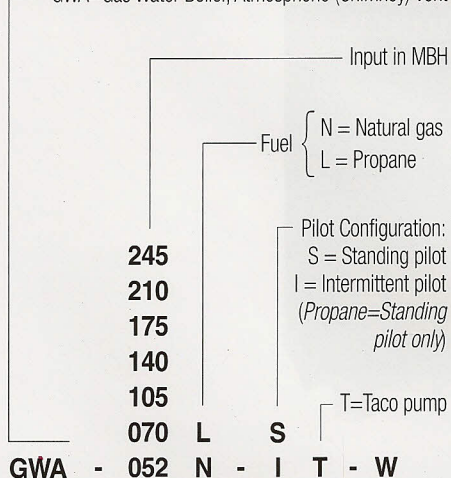 GWA - Gas Water Boiler, Atmospheric (Chimney) Vent
Input in MBH
Fuel { N = Natural gas
L = Propane
Pilot Configuration:
S = Standing pilot
I = Intermittent pilot
(Propane=Standing
pilot only)
T=Taco pump
245
210
175
140
105
070 L S
GWA - 052 N - I T - W